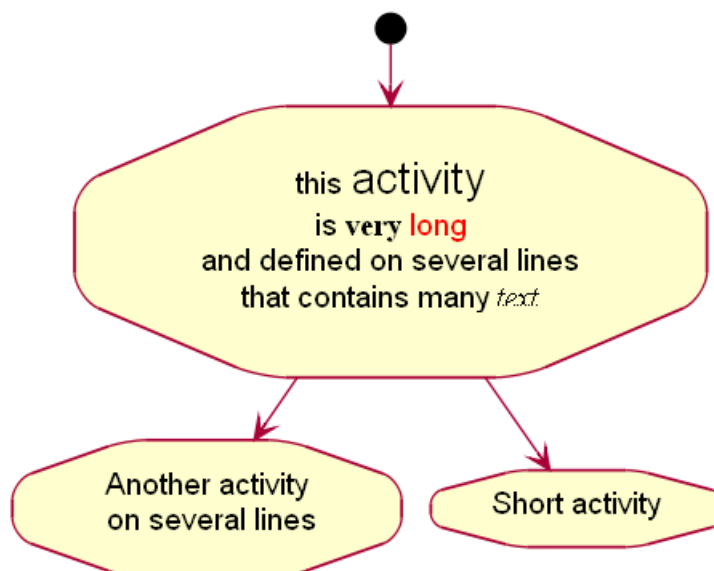 this activity
is very long
and defined on several lines
that contains many text
Another activity
on several lines
Short activity